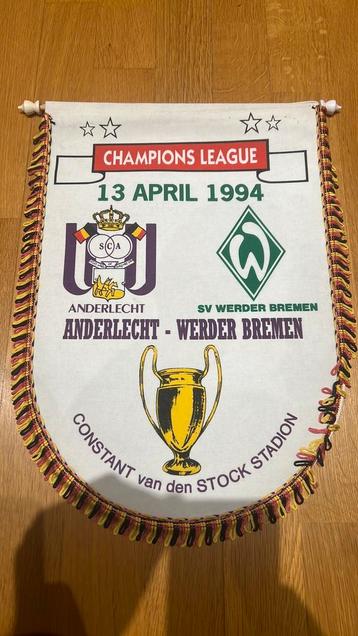 CHAMPIONS LEAGUE
13 APRIL 1994
SCA
ANDERLECHT
SV WERDER BREMEN
ANDERLECHT - WERDER BREMEN
CONSTANT van den STOCK STADION